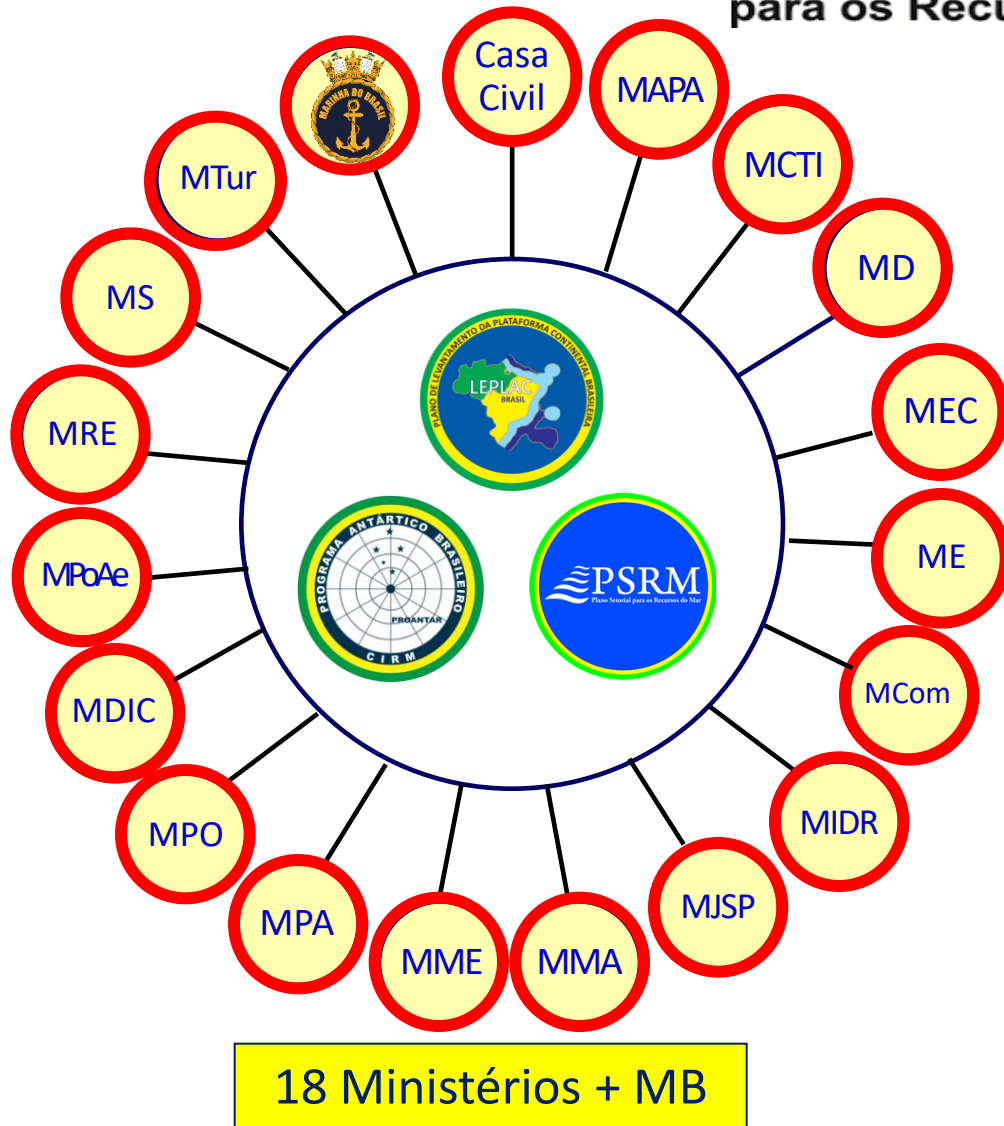 para os Recu
Casa
Civil
MAPA
MCTI
MD
MEC
ME
MCom
MIDR
MJSP
MMA
MME
MPA
MPO
MDIC
MPoAe
MRE
MS
MTur
MARINHA DO BRASIL
PLANO DE LEVANTAMENTO DA PLATAFORMA CONTINENTAL BRASILEIRA
LEPLAC
BRASIL
PROGRAMA ANTÁRTICO BRASILEIRO
PROANTAR
CIRM
PSRM
Plano Setorial para os Recursos do Mar
18 Ministérios + MB